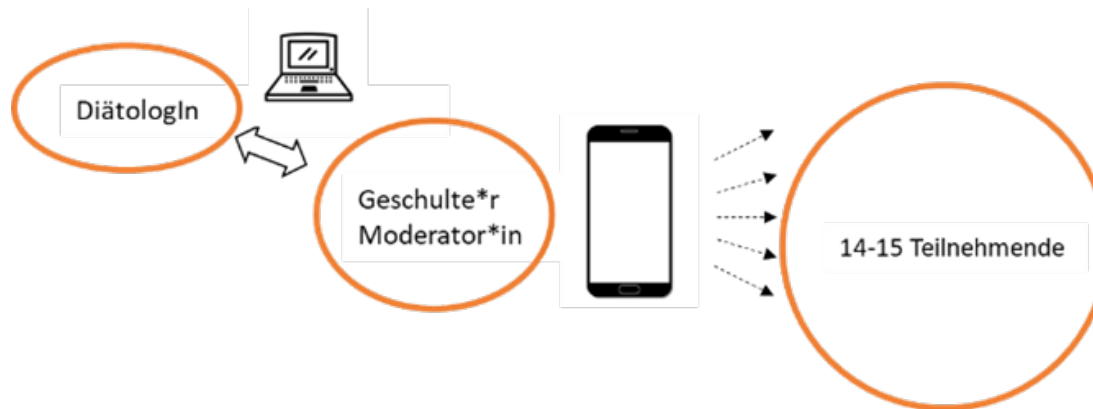 DiätologIn
Geschulte*r
Moderator*in
14-15 Teilnehmende